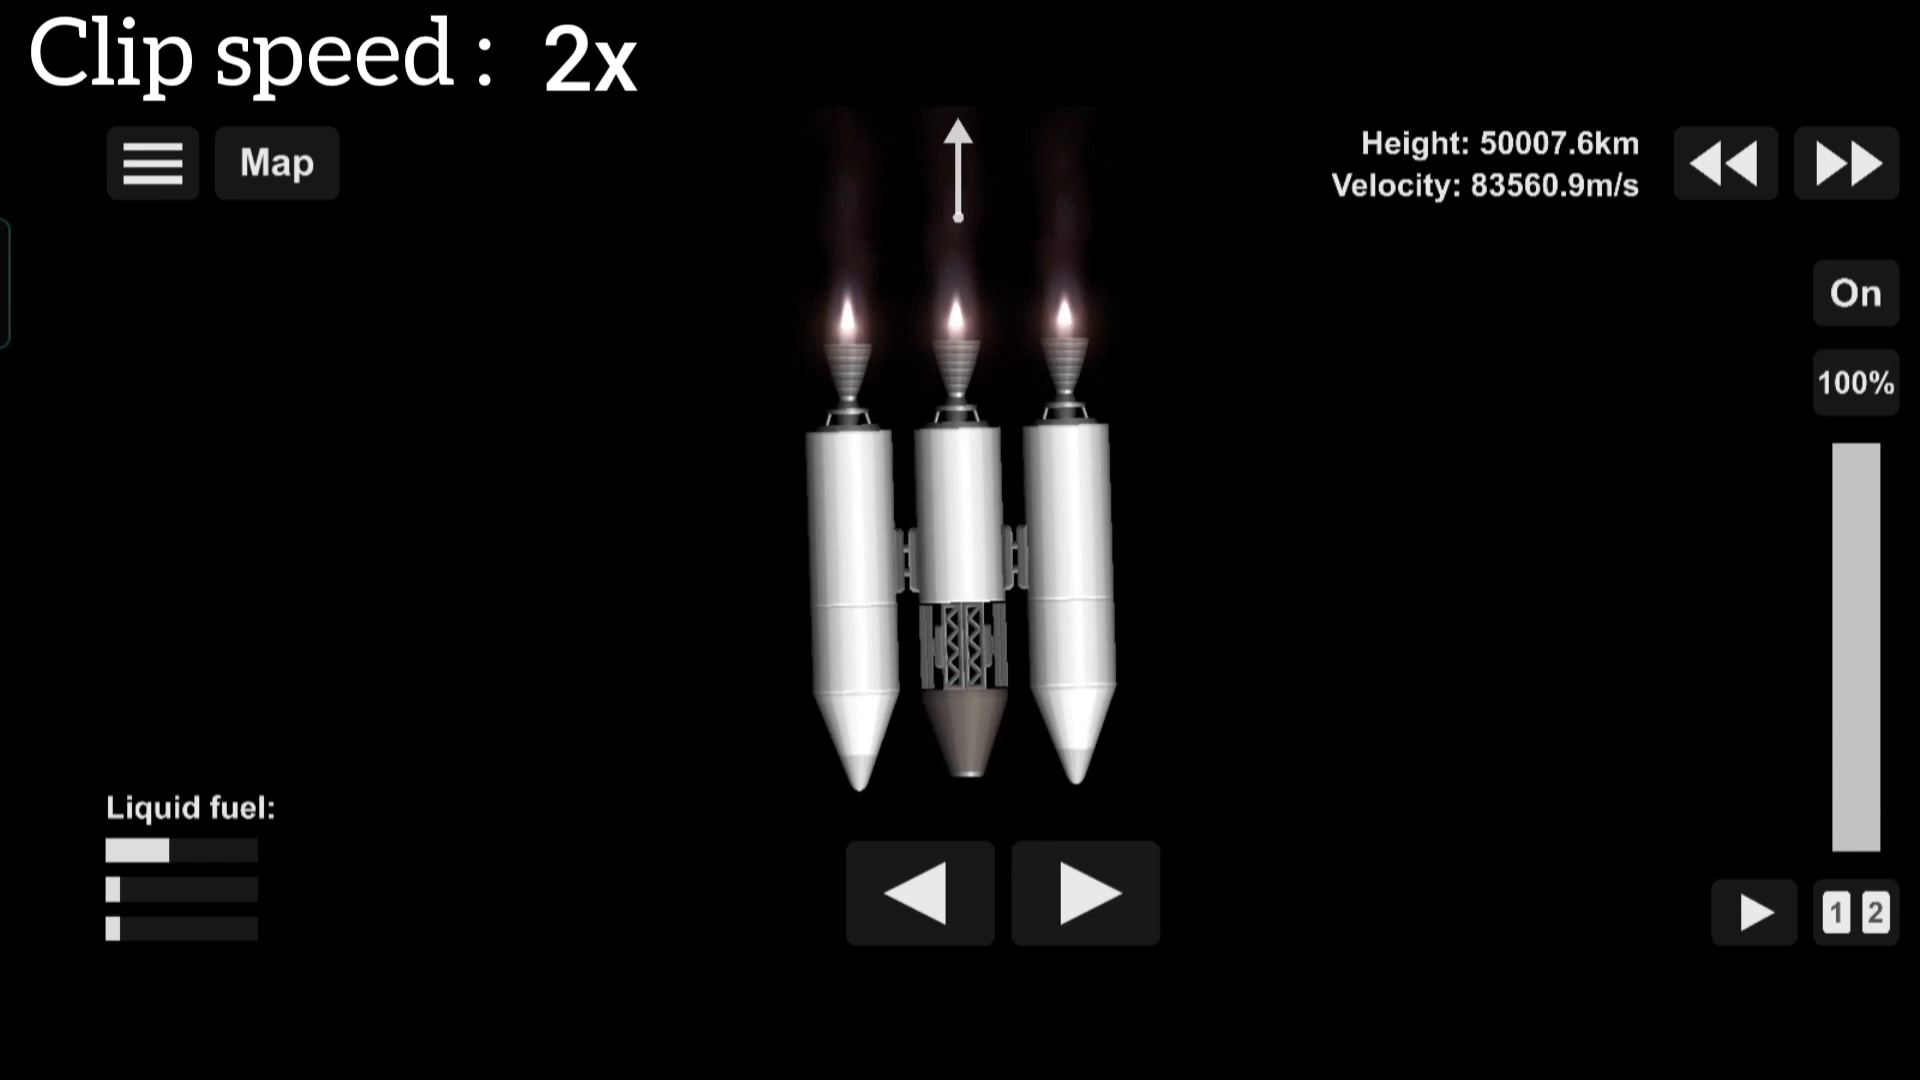 Clip speed : 2x
Map
Height: 50007.6km
Velocity: 83560.9m/s
On
100%
Liquid fuel:
1 2